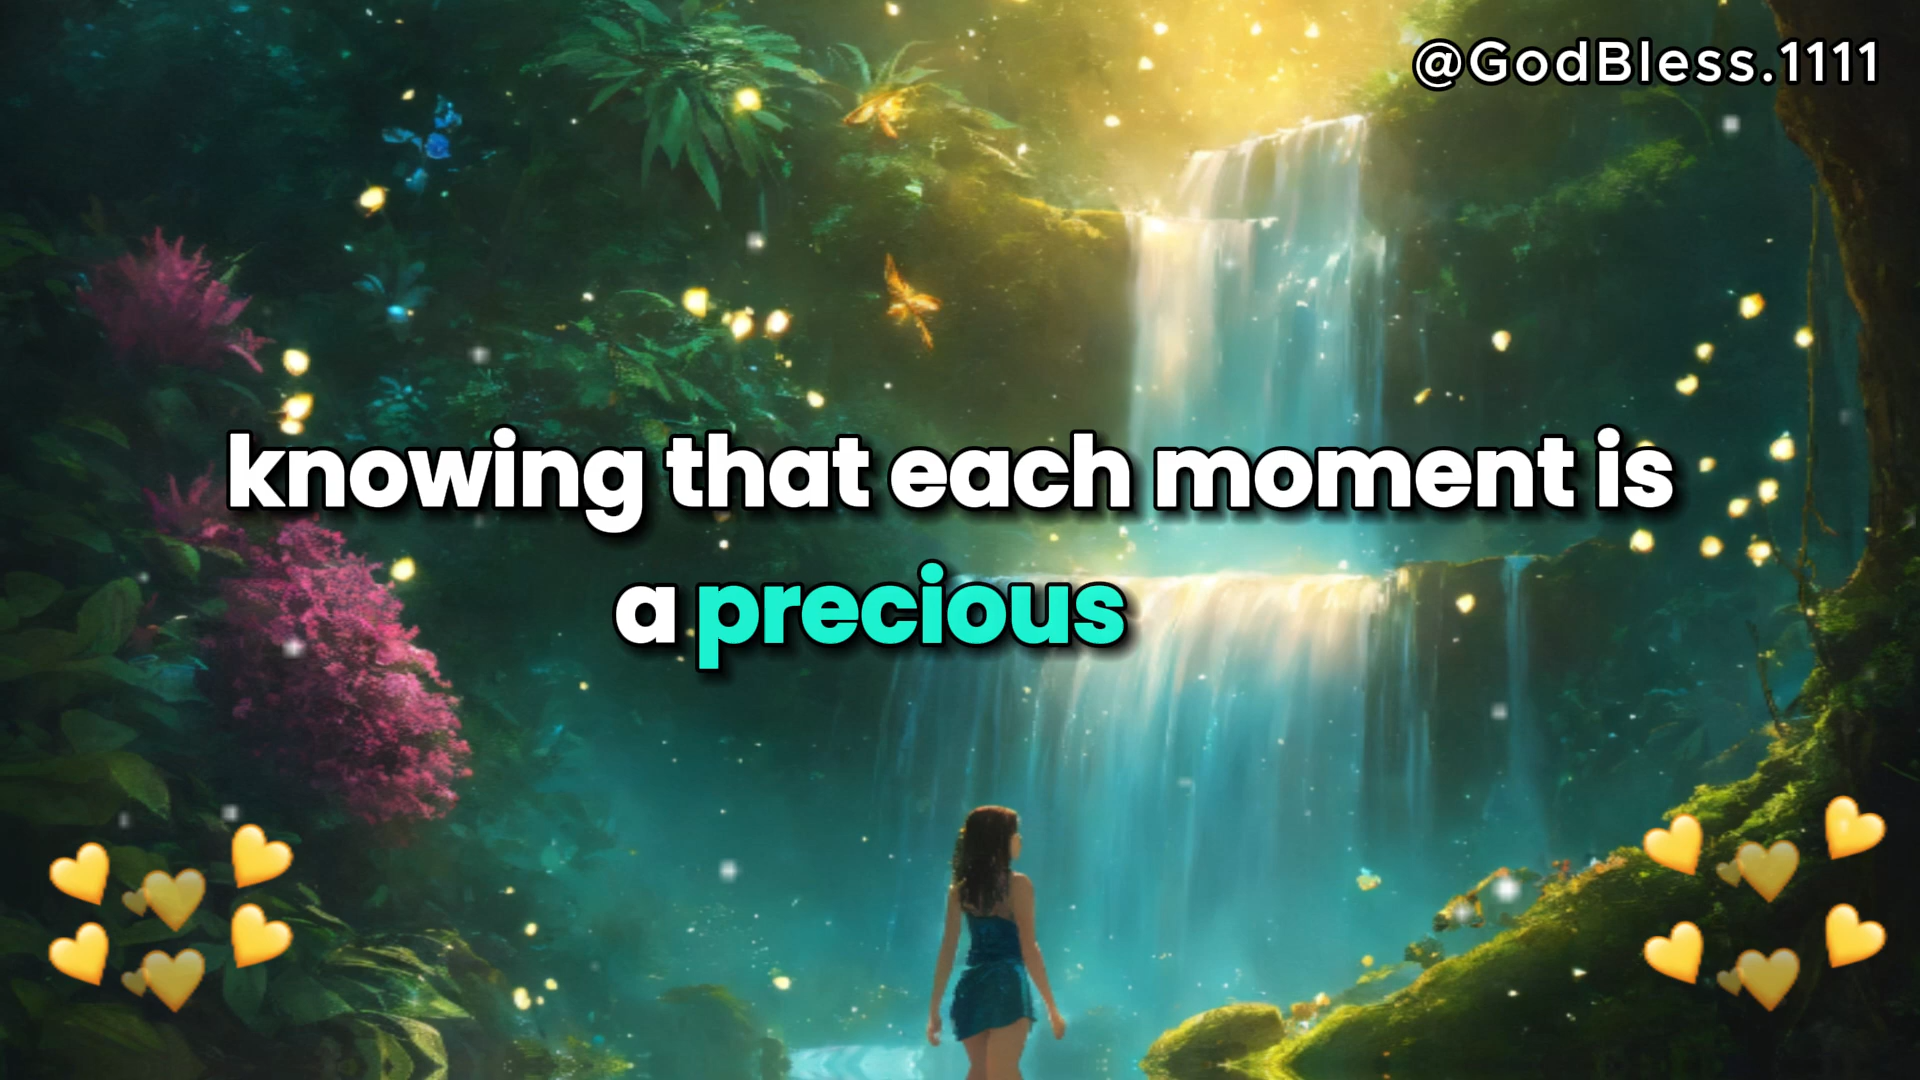 @GodBless.1111
knowing that each moment is
a precious